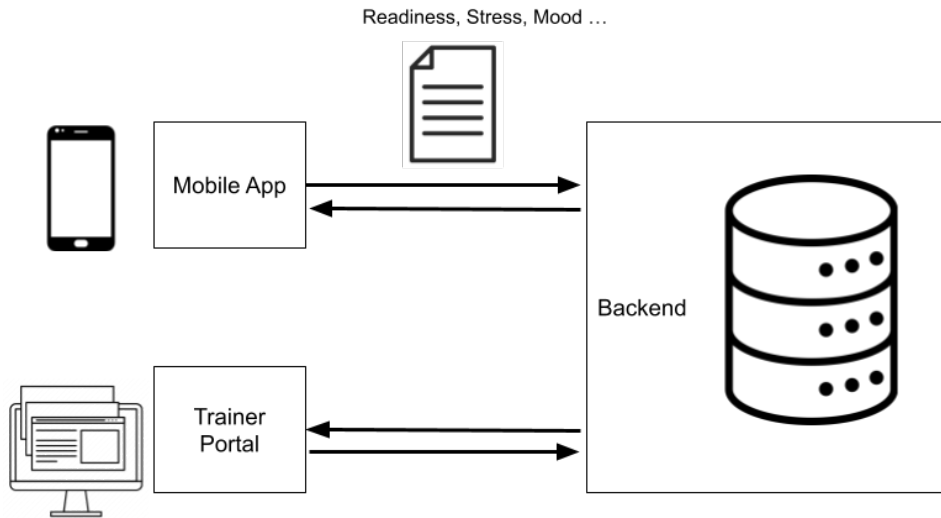 Readiness, Stress, Mood ...
Mobile App
Backend
Trainer
Portal